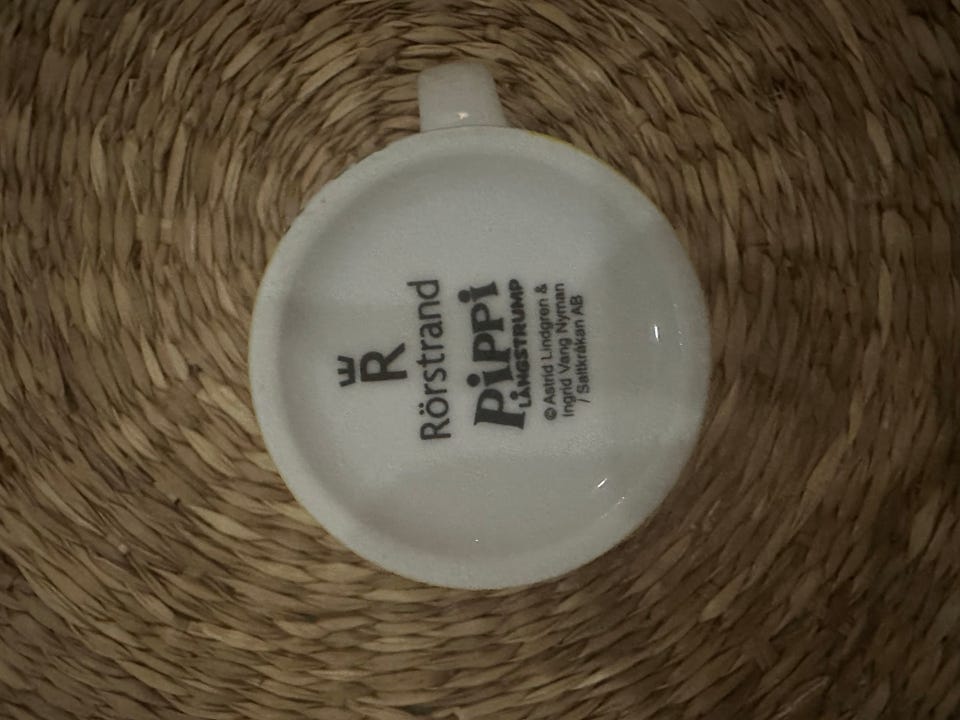 R
Rörstrand
PiPPi
LÅNGSTRUMP
© Astrid Lindgren &
Ingrid Vang Nyman
/ Saltkråkan AB